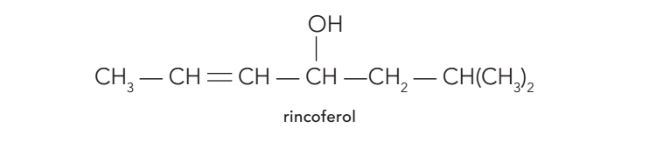 OH
CH₃ — CH = CH — CH — CH₂ — CH(CH₃)₂
rincoferol